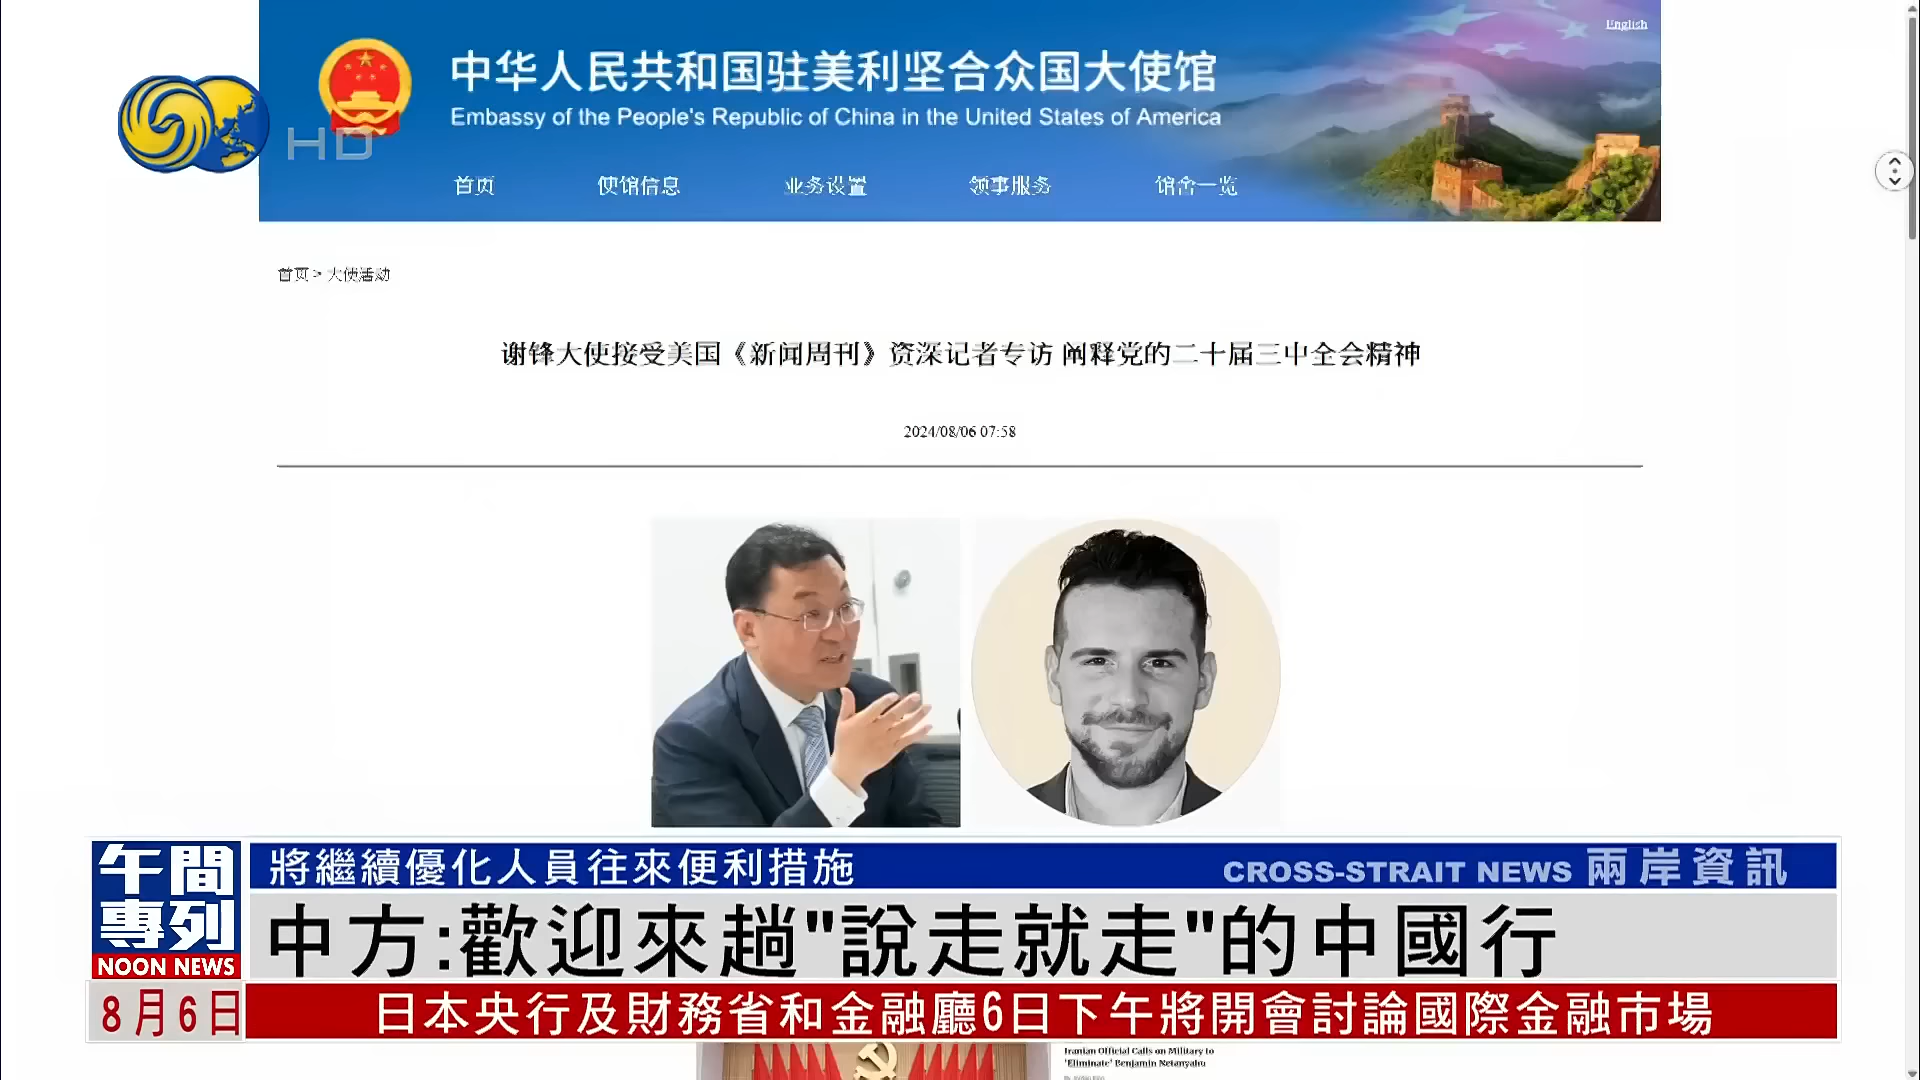 English
中华人民共和国驻美利坚合众国大使馆
Embassy of the People's Republic of China in the United States of America
HD
首页 使馆信息 业务设置 领事服务 馆舍一览
首页 > 大使活动
谢锋大使接受美国《新闻周刊》资深记者专访 阐释党的二十届三中全会精神
2024/08/06 07:58
午間
專列
NOON NEWS
將繼續優化人員往來便利措施
CROSS-STRAIT NEWS 兩岸資訊
中方:歡迎來趟"說走就走"的中國行
8月6日
日本央行及財務省和金融廳6日下午將開會討論國際金融市場
Iranian Official Calls on Military to
'Eliminate' Benjamin Netanyahu